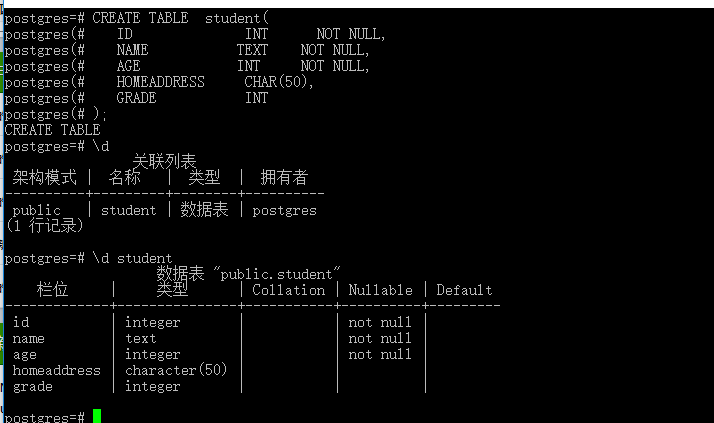 postgres=# CREATE TABLE  student(
postgres(#    ID             INT      NOT NULL,
postgres(#    NAME           TEXT    NOT NULL,
postgres(#    AGE            INT     NOT NULL,
postgres(#    HOMEADDRESS     CHAR(50),
postgres(#    GRADE           INT
postgres(# );
CREATE TABLE
postgres=# \d
关联列表
架构模式 | 名称 | 类型 | 拥有者
----------+---------+--------+----------
public | student | 数据表 | postgres
(1 行记录)
postgres=# \d student
数据表 "public.student"
栏位 | 类型 | Collation | Nullable | Default
-------------+---------------+-----------+----------+---------
id | integer | | not null |
name | text | | not null |
age | integer | | not null |
homeaddress | character(50) | | |
grade | integer | | |
postgres=#